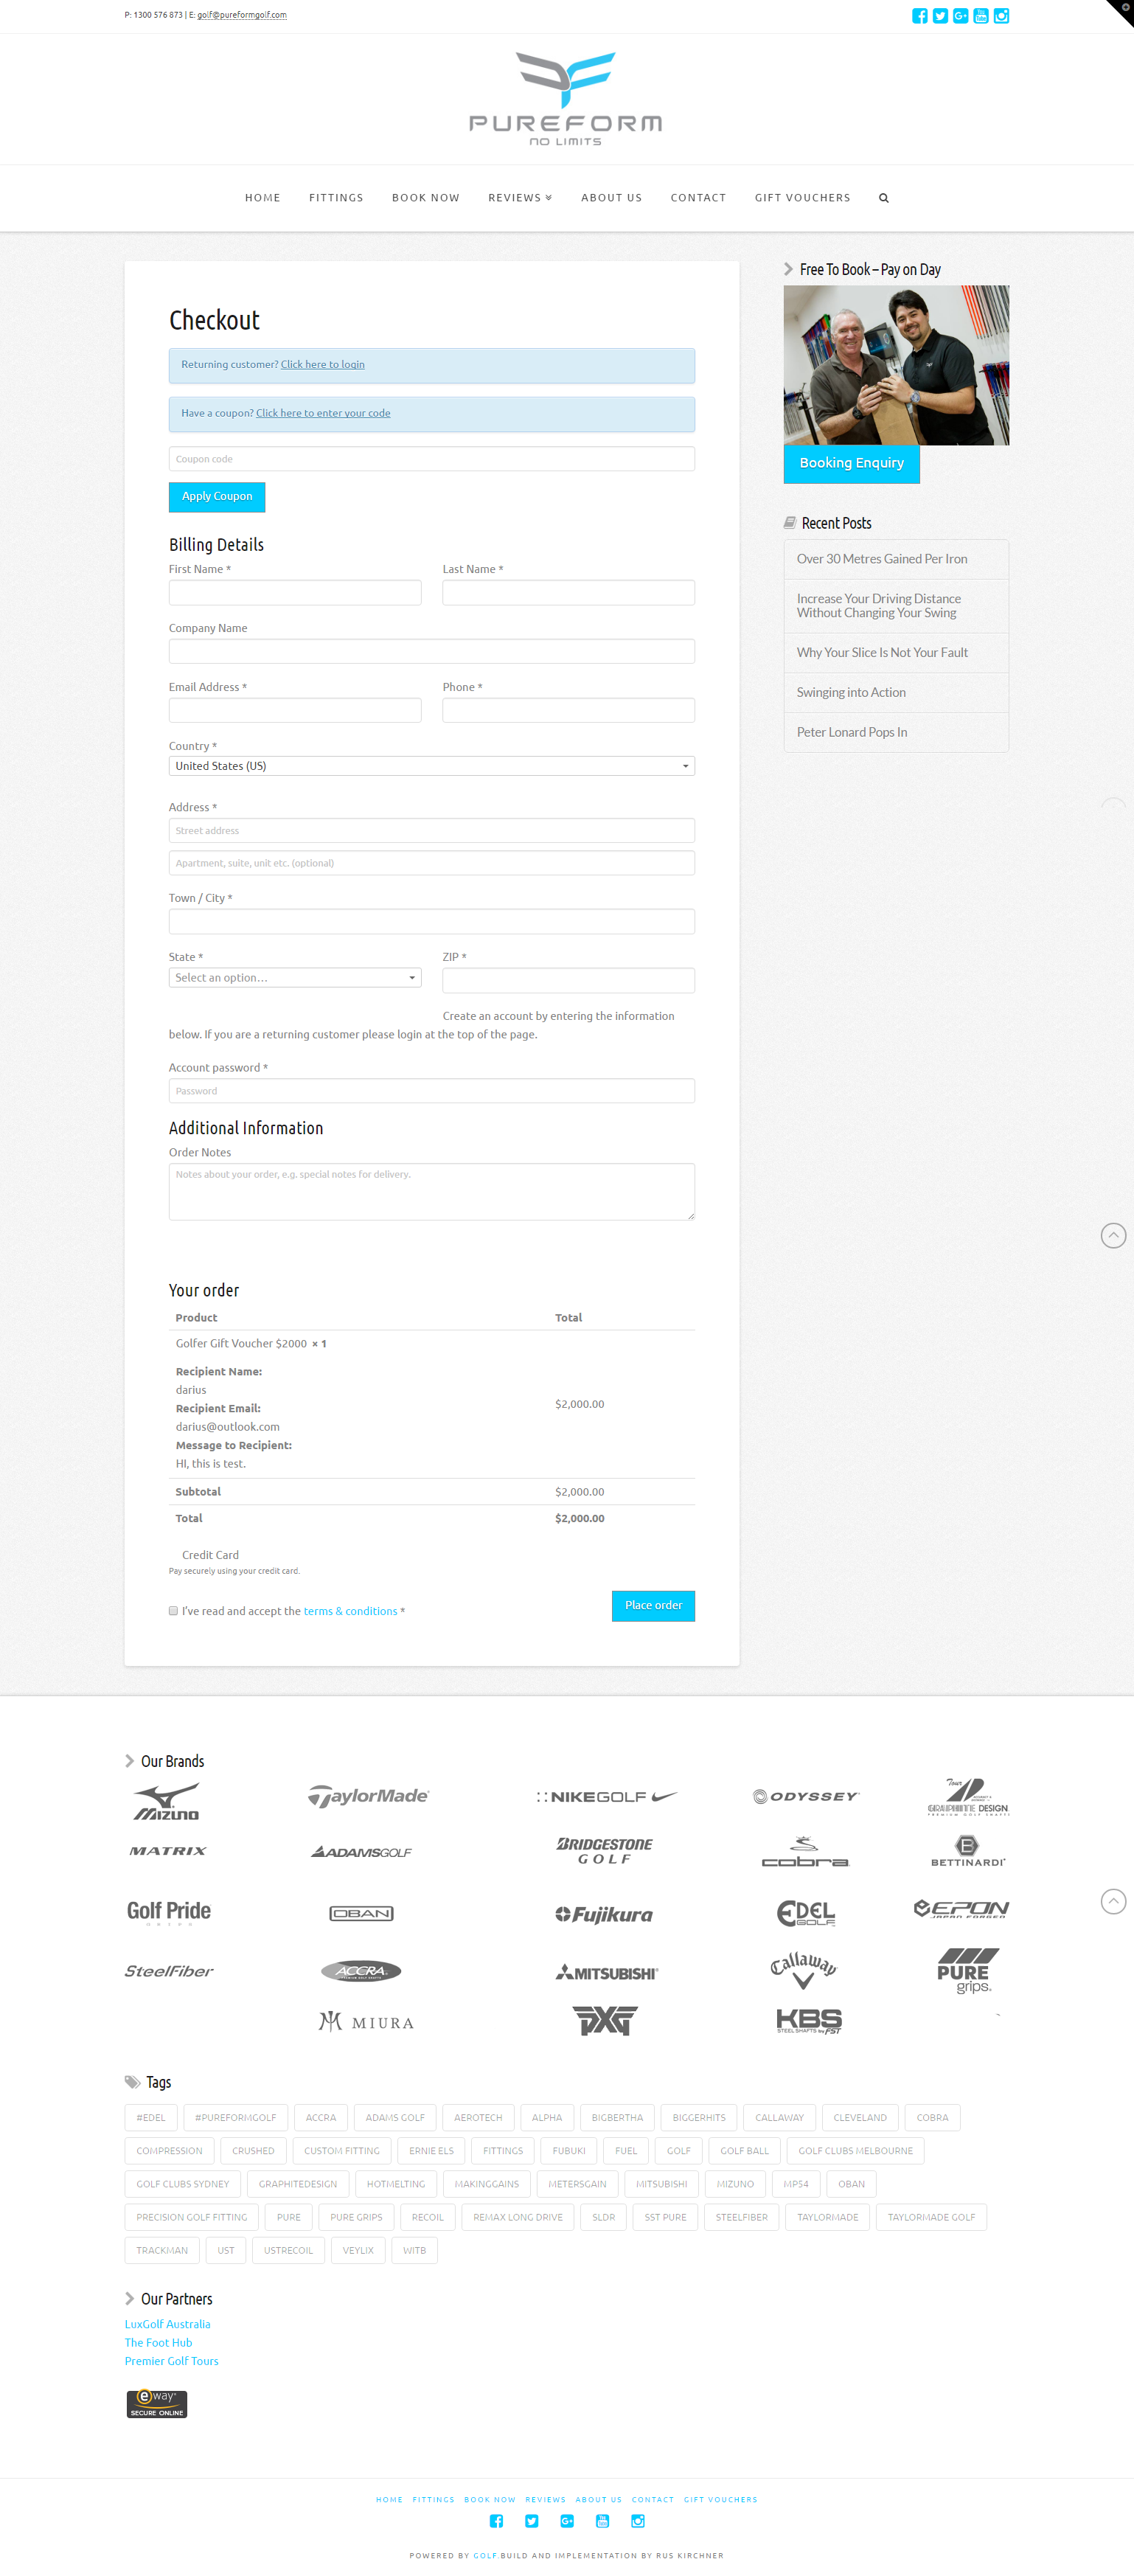 P: 1300 576 873 | E: golf@pureformgolf.com
PUREFORM
NO LIMITS
HOME FITTINGS BOOK NOW REVIEWS ABOUT US CONTACT GIFT VOUCHERS
Checkout
Returning customer? Click here to login
Have a coupon? Click here to enter your code
Coupon code
Apply Coupon
Billing Details
First Name * Last Name *
Company Name
Email Address * Phone *
Country *
United States (US)
Address *
Street address
Apartment, suite, unit etc. (optional)
Town / City *
State * ZIP *
Select an option…
Create an account by entering the information
below. If you are a returning customer please login at the top of the page.
Account password *
Password
Additional Information
Order Notes
Notes about your order, e.g. special notes for delivery.
Your order
Product Total
Golfer Gift Voucher $2000 × 1
Recipient Name:
darius
Recipient Email:
darius@outlook.com
Message to Recipient:
HI, this is test.
$2,000.00
Subtotal $2,000.00
Total $2,000.00
Credit Card
Pay securely using your credit card.
I've read and accept the terms & conditions *
Place order
Free To Book – Pay on Day
Booking Enquiry
Recent Posts
Over 30 Metres Gained Per Iron
Increase Your Driving Distance
Without Changing Your Swing
Why Your Slice Is Not Your Fault
Swinging into Action
Peter Lonard Pops In
Our Brands
MIZUNO TaylorMade NIKEGOLF ODYSSEY Tour GRAPHITE DESIGN
PREMIUM GOLF SHAFTS
MATRIX ADAMSGOLF BRIDGESTONE GOLF cobra BETTINARDI
Golf Pride OBAN Fujikura EDEL GOLF EPON JAPAN FORGED
SteelFiber ACCRA MITSUBISHI Callaway PURE grips
MIURA PXG KBS STEEL SHAFTS by FST
Tags
#EDEL #PUREFORMGOLF ACCRA ADAMS GOLF AEROTECH ALPHA BIGBERTHA BIGGERHITS CALLAWAY CLEVELAND COBRA
COMPRESSION CRUSHED CUSTOM FITTING ERNIE ELS FITTINGS FUBUKI FUEL GOLF GOLF BALL GOLF CLUBS MELBOURNE
GOLF CLUBS SYDNEY GRAPHITEDESIGN HOTMELTING MAKINGGAINS METERSGAIN MITSUBISHI MIZUNO MP54 OBAN
PRECISION GOLF FITTING PURE PURE GRIPS RECOIL REMAX LONG DRIVE SLDR SST PURE STEELFIBER TAYLORMADE TAYLORMADE GOLF
TRACKMAN UST USTRECOIL VEYLIX WITB
Our Partners
LuxGolf Australia
The Foot Hub
Premier Golf Tours
eway
SECURE ONLINE
HOME FITTINGS BOOK NOW REVIEWS ABOUT US CONTACT GIFT VOUCHERS
POWERED BY GOLF.BUILD AND IMPLEMENTATION BY RUS KIRCHNER